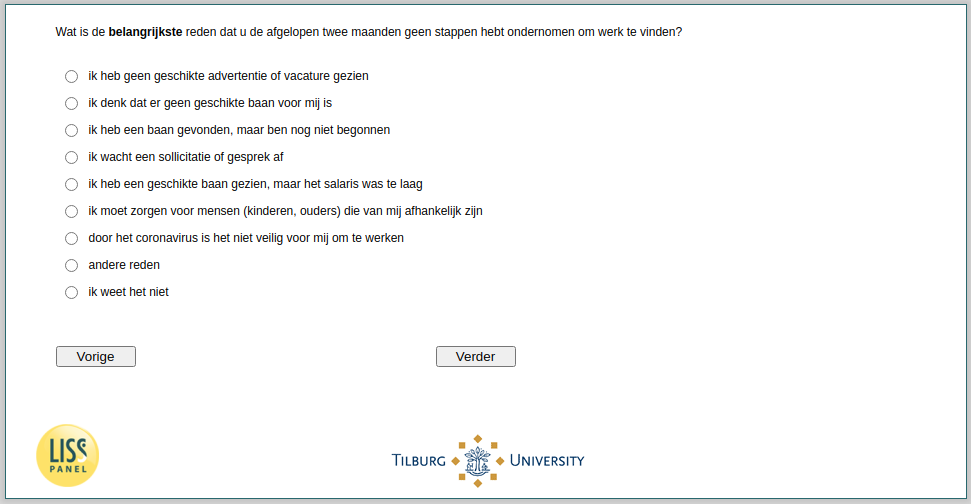 Wat is de belangrijkste reden dat u de afgelopen twee maanden geen stappen hebt ondernomen om werk te vinden?
ik heb geen geschikte advertentie of vacature gezien
ik denk dat er geen geschikte baan voor mij is
ik heb een baan gevonden, maar ben nog niet begonnen
ik wacht een sollicitatie of gesprek af
ik heb een geschikte baan gezien, maar het salaris was te laag
ik moet zorgen voor mensen (kinderen, ouders) die van mij afhankelijk zijn
door het coronavirus is het niet veilig voor mij om te werken
andere reden
ik weet het niet
Vorige Verder
LISS
PANEL
TILBURG UNIVERSITY